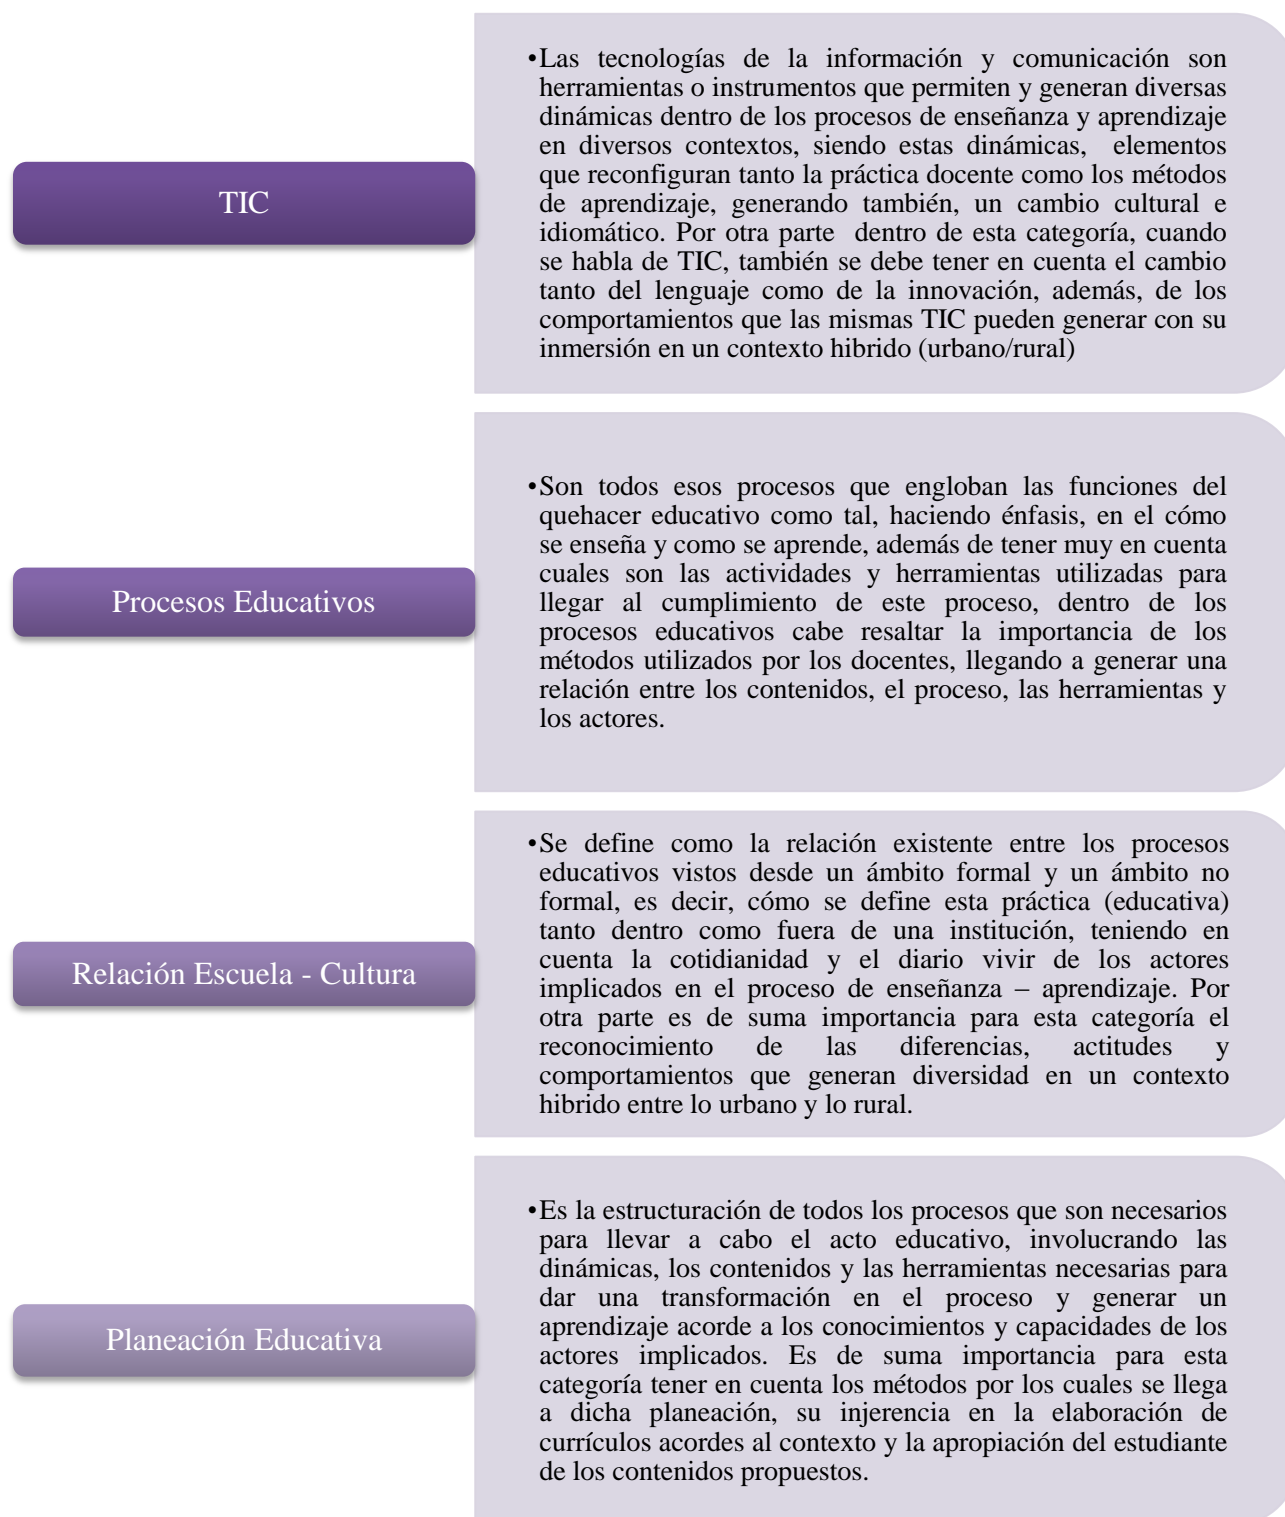 TIC
•Las tecnologías de la información y comunicación son
herramientas o instrumentos que permiten y generan diversas
dinámicas dentro de los procesos de enseñanza y aprendizaje
en diversos contextos, siendo estas dinámicas, elementos
que reconfiguran tanto la práctica docente como los métodos
de aprendizaje, generando también, un cambio cultural e
idiomático. Por otra parte dentro de esta categoría, cuando
se habla de TIC, también se debe tener en cuenta el cambio
tanto del lenguaje como de la innovación, además, de los
comportamientos que las mismas TIC pueden generar con su
inmersión en un contexto hibrido (urbano/rural)
Procesos Educativos
•Son todos esos procesos que engloban las funciones del
quehacer educativo como tal, haciendo énfasis, en el cómo
se enseña y como se aprende, además de tener muy en cuenta
cuales son las actividades y herramientas utilizadas para
llegar al cumplimiento de este proceso, dentro de los
procesos educativos cabe resaltar la importancia de los
métodos utilizados por los docentes, llegando a generar una
relación entre los contenidos, el proceso, las herramientas y
los actores.
Relación Escuela - Cultura
•Se define como la relación existente entre los procesos
educativos vistos desde un ámbito formal y un ámbito no
formal, es decir, cómo se define esta práctica (educativa)
tanto dentro como fuera de una institución, teniendo en
cuenta la cotidianidad y el diario vivir de los actores
implicados en el proceso de enseñanza – aprendizaje. Por
otra parte es de suma importancia para esta categoría el
reconocimiento de las diferencias, actitudes y
comportamientos que generan diversidad en un contexto
hibrido entre lo urbano y lo rural.
Planeación Educativa
•Es la estructuración de todos los procesos que son necesarios
para llevar a cabo el acto educativo, involucrando las
dinámicas, los contenidos y las herramientas necesarias para
dar una transformación en el proceso y generar un
aprendizaje acorde a los conocimientos y capacidades de los
actores implicados. Es de suma importancia para esta
categoría tener en cuenta los métodos por los cuales se llega
a dicha planeación, su injerencia en la elaboración de
currículos acordes al contexto y la apropiación del estudiante
de los contenidos propuestos.